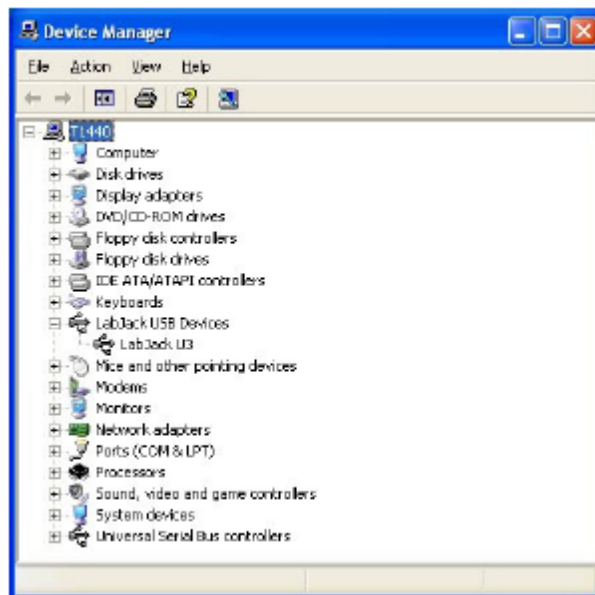 Device Manager
File Action View Help
T1440
Computer
Disk drives
Display adapters
DVD/CD-ROM drives
Floppy disk controllers
Floppy disk drives
IDE ATA/ATAPI controllers
Keyboards
LabJack USB Devices
LabJack U3
Mice and other pointing devices
Modems
Monitors
Network adapters
Ports (COM & LPT)
Processors
Sound, video and game controllers
System devices
Universal Serial Bus controllers